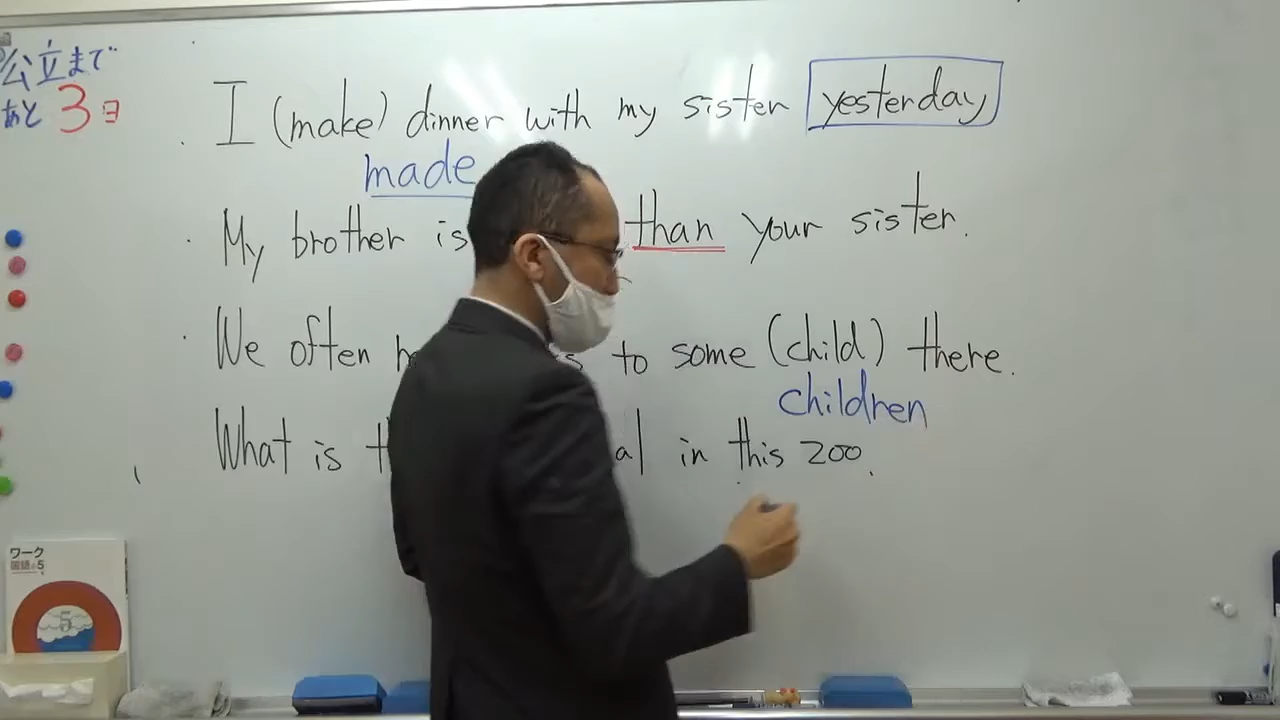 公立まで
あと3日
I (make) dinner with my sister yesterday
made
My brother is than your sister.
We often to some (child) there.
children
What is in this zoo.
ワーク
国語 5
5